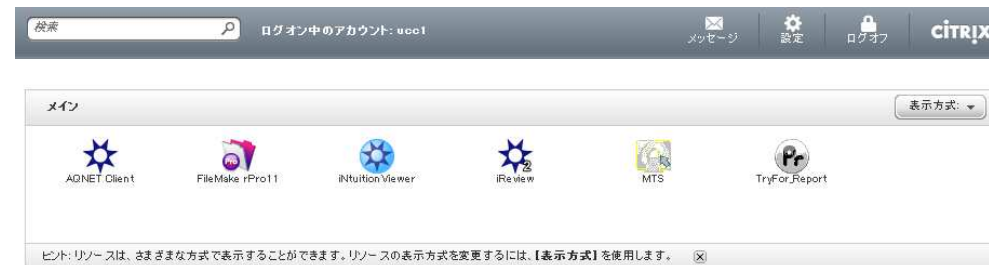 検索 ログオン中のアカウント: ucc1 メッセージ 設定 ログオフ CITRIX
メイン 表示方式:
AQNET Client FileMake rPro11 iNtuition Viewer iReview MTS TryFor_Report
ヒント: リソースは、さまざまな方式で表示することができます。リソースの表示方式を変更するには、【表示方式】を使用します。